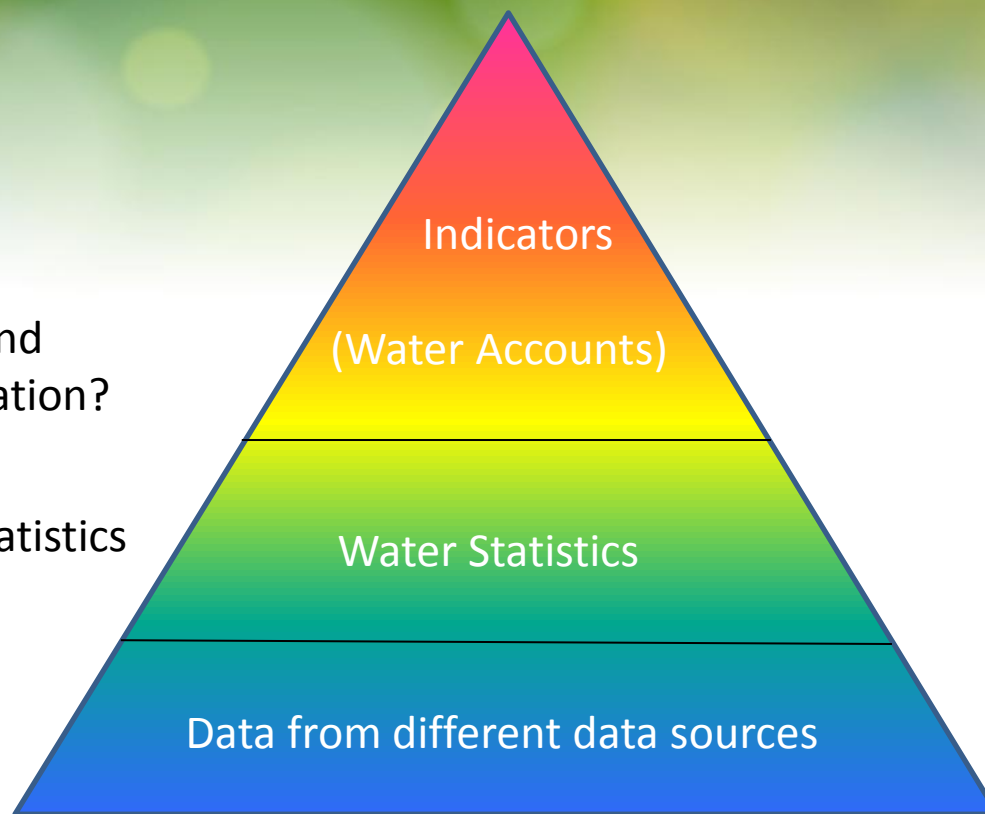 Indicators
(Water Accounts)
Water Statistics
Data from different data sources
?